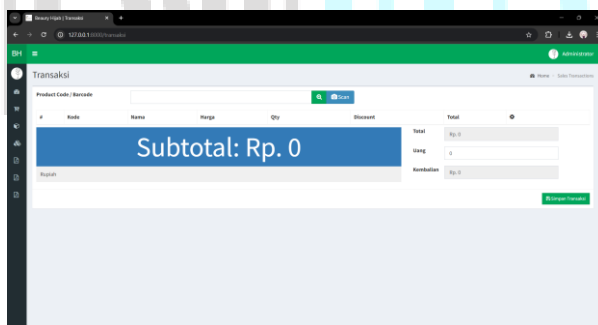 Beauty Hijab | Transaksi
127.0.0.1:8000/transaksi
BH
Administrator
Transaksi
Home > Sales Transactions
Product Code / Barcode
Scan
# Kode Nama Harga Qty Discount Total
Subtotal: Rp. 0
Rupiah
Total Rp. 0
Uang 0
Kembalian Rp. 0
Simpan Transaksi